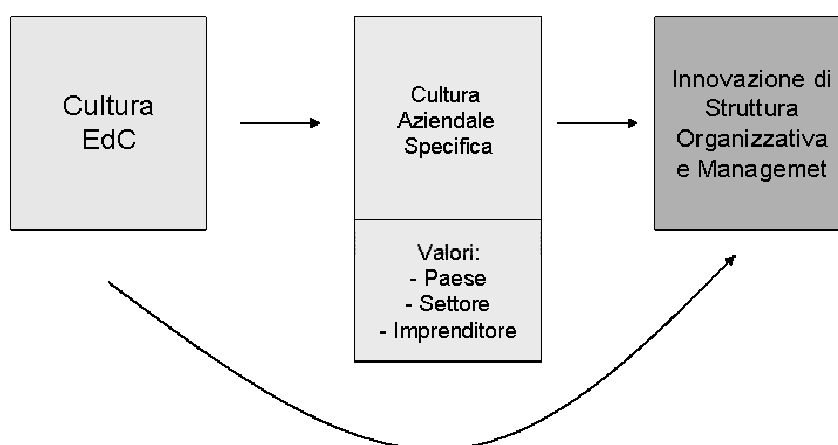 Cultura
EdC
Cultura
Aziendale
Specifica
Valori:
- Paese
- Settore
- Imprenditore
Innovazione di
Struttura
Organizzativa
e Managemet